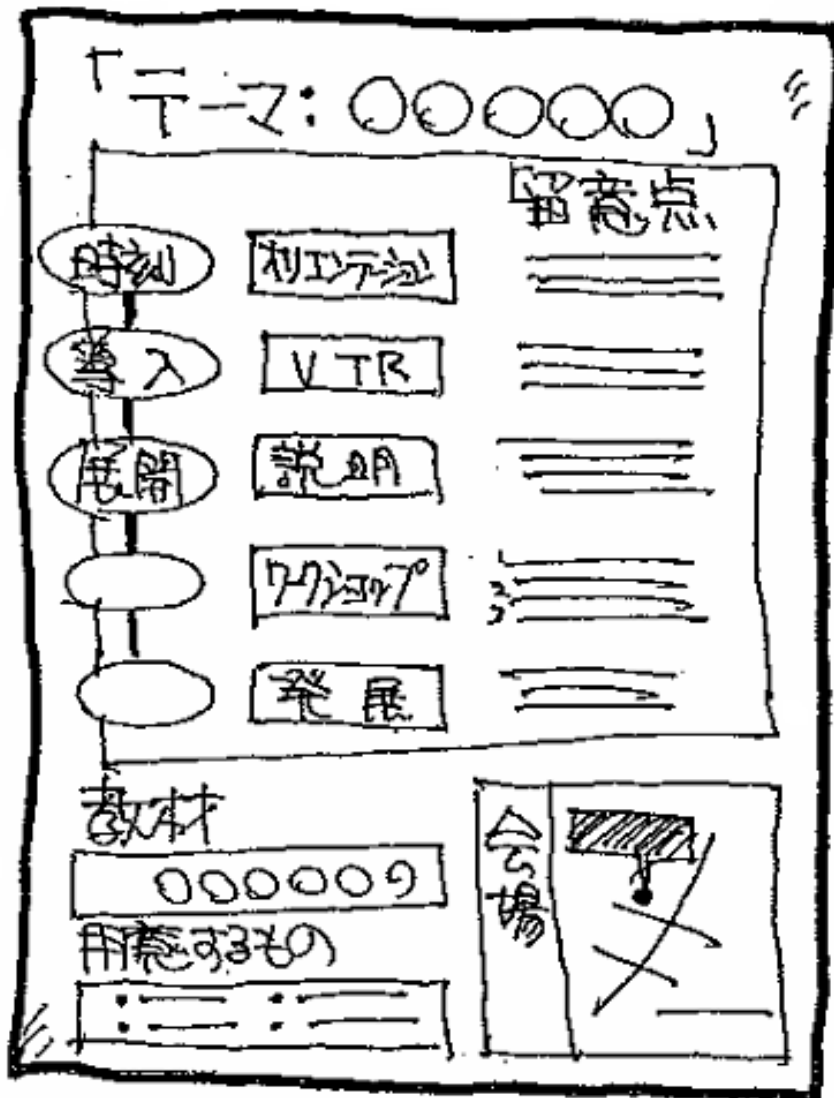 「テーマ:○○○○○」
留意点
時刻 オリエンテーション
導入 VTR
展開 説明
ワークショップ
発展
教材
○○○○○○
用意するもの
会場